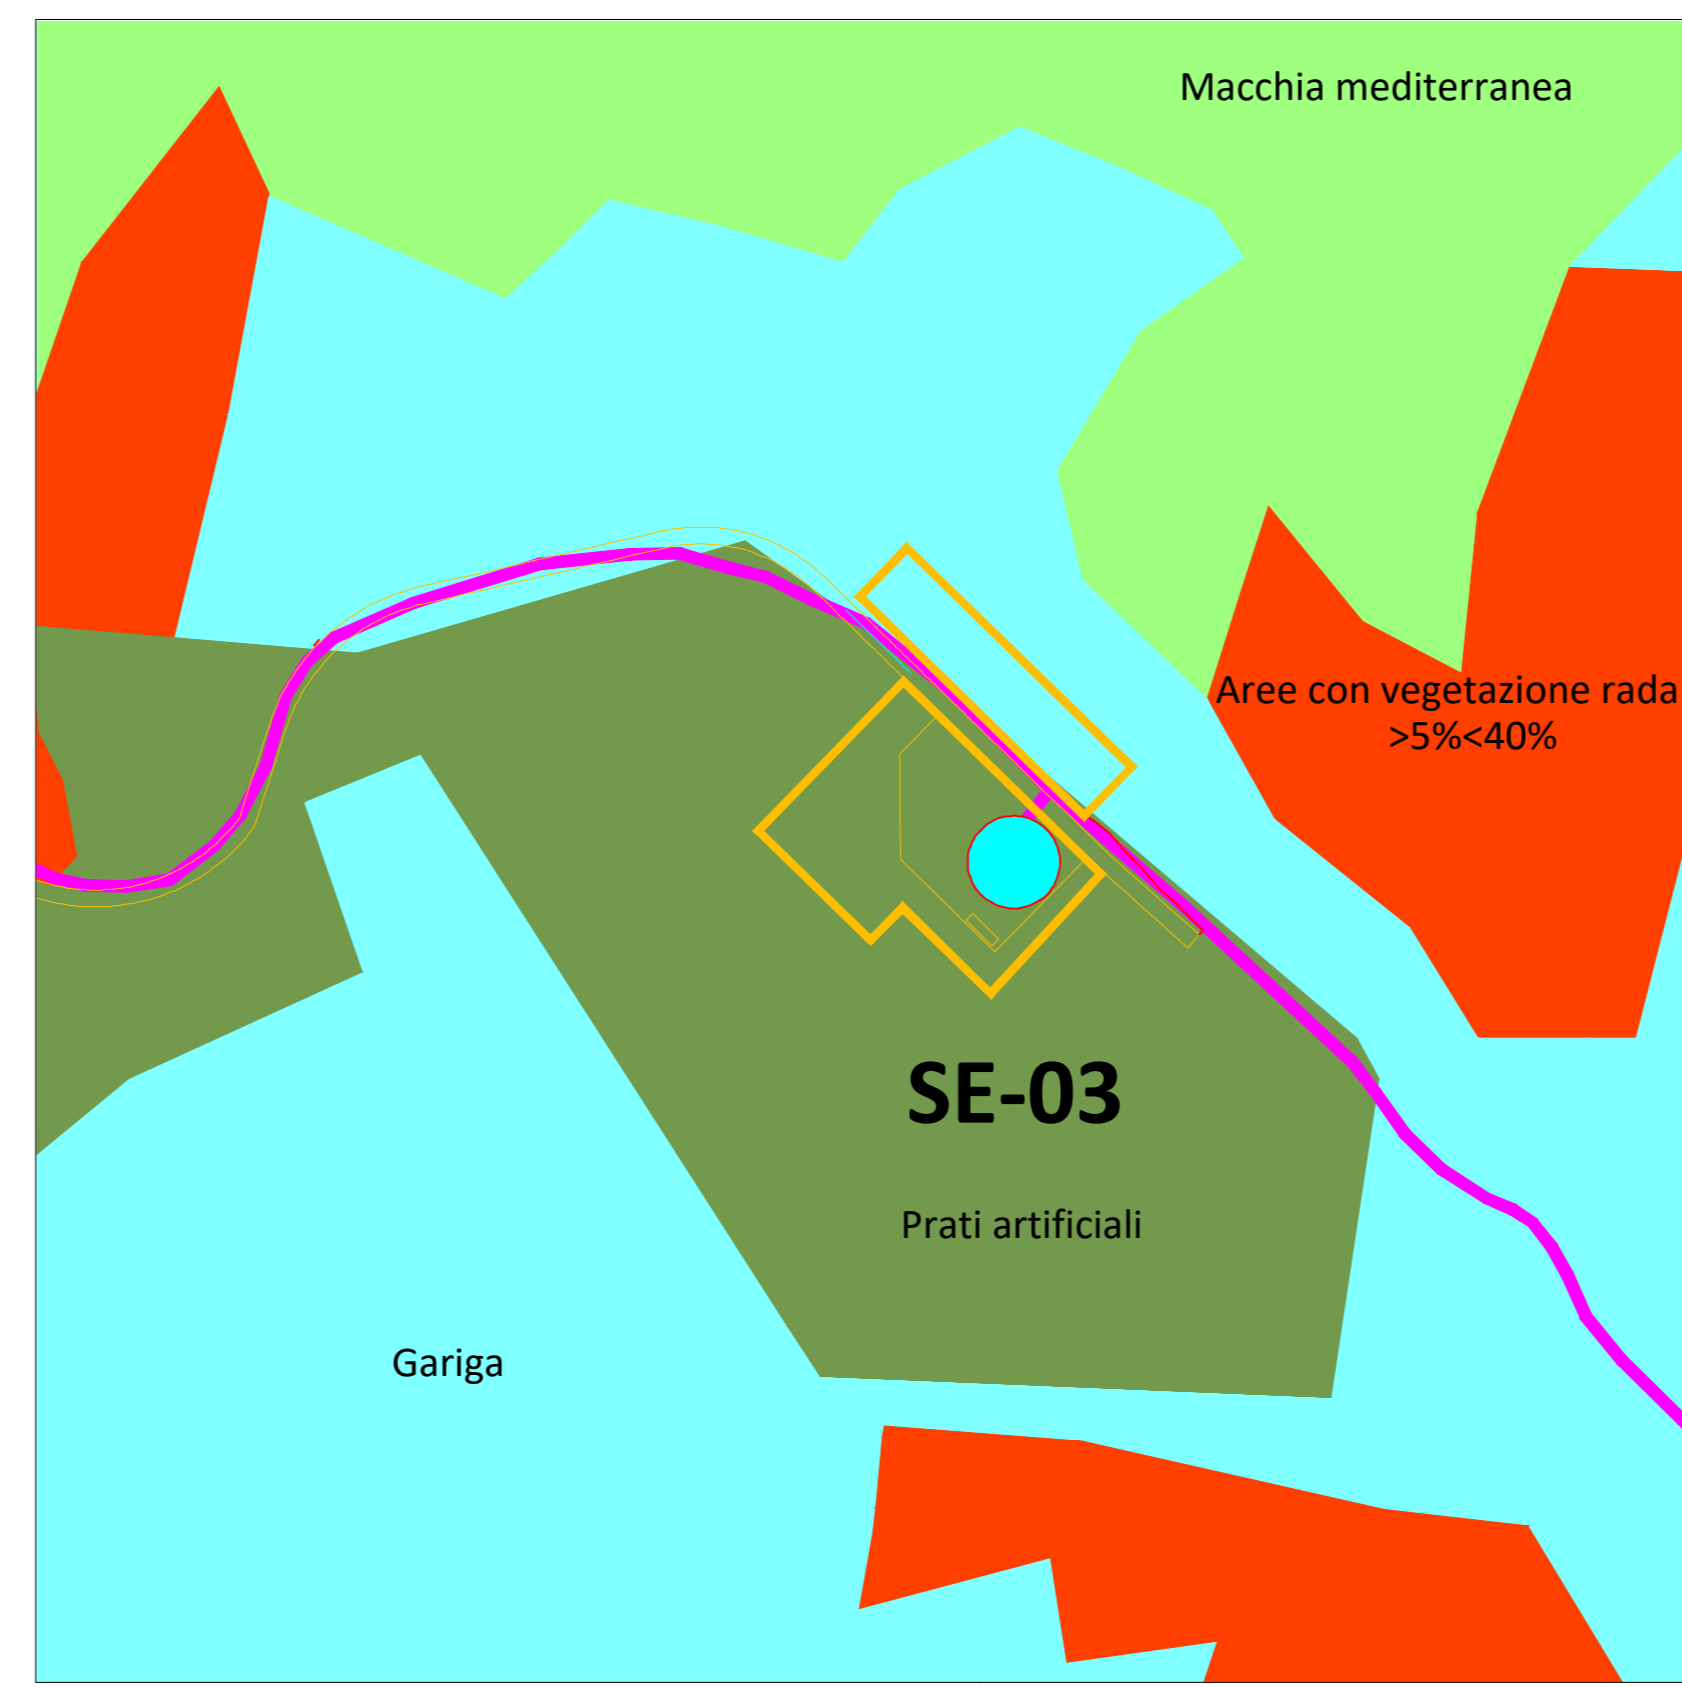 Macchia mediterranea
Aree con vegetazione rada
>5%<40%
SE-03
Prati artificiali
Gariga